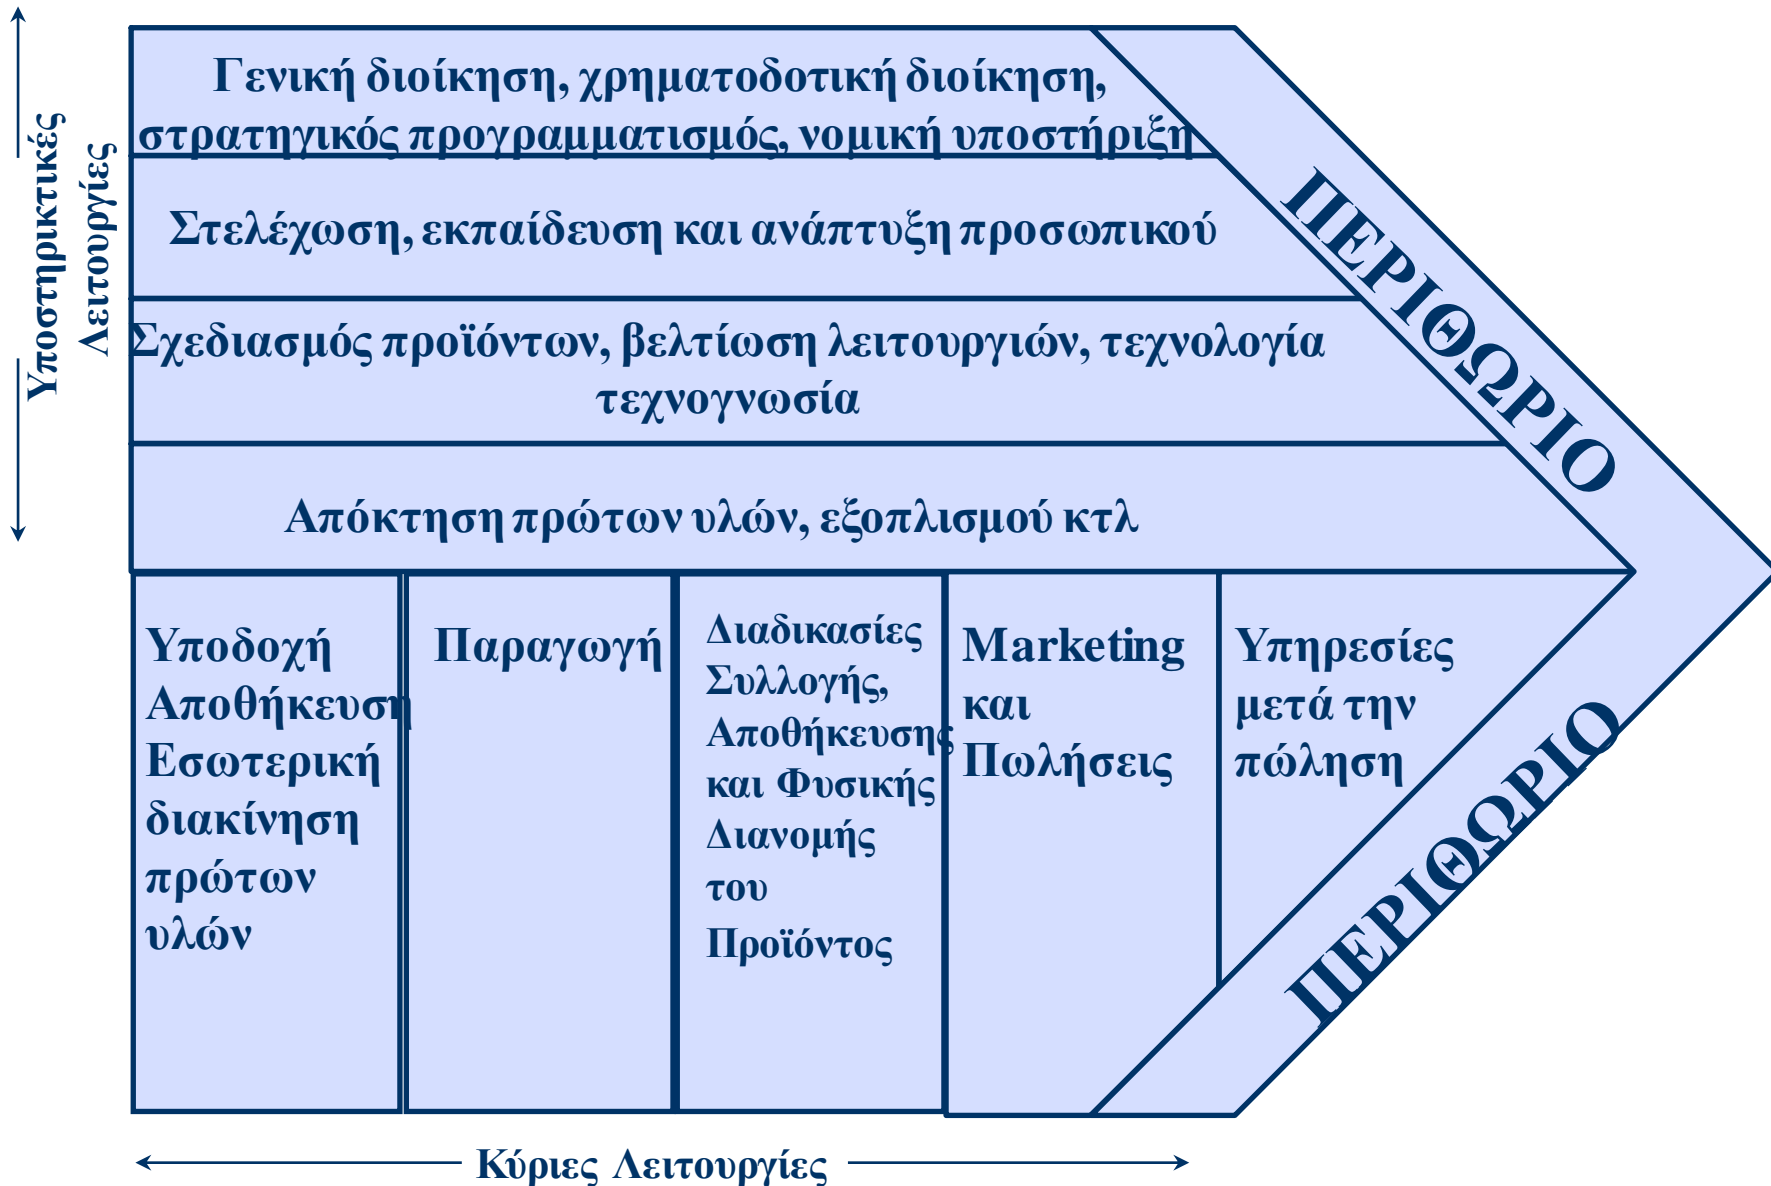 Υποστηρικτικές
Λειτουργίες
Γενική διοίκηση, χρηματοδοτική διοίκηση,
στρατηγικός προγραμματισμός, νομική υποστήριξη
Στελέχωση, εκπαίδευση και ανάπτυξη προσωπικού
Σχεδιασμός προϊόντων, βελτίωση λειτουργιών, τεχνολογία
τεχνογνωσία
Απόκτηση πρώτων υλών, εξοπλισμού κτλ
ΠΕΡΙΘΩΡΙΟ
Υποδοχή
Αποθήκευση
Εσωτερική
διακίνηση
πρώτων
υλών
Παραγωγή
Διαδικασίες
Συλλογής,
Αποθήκευσης
και Φυσικής
Διανομής
του
Προϊόντος
Marketing
και
Πωλήσεις
Υπηρεσίες
μετά την
πώληση
ΠΕΡΙΘΩΡΙΟ
Κύριες Λειτουργίες